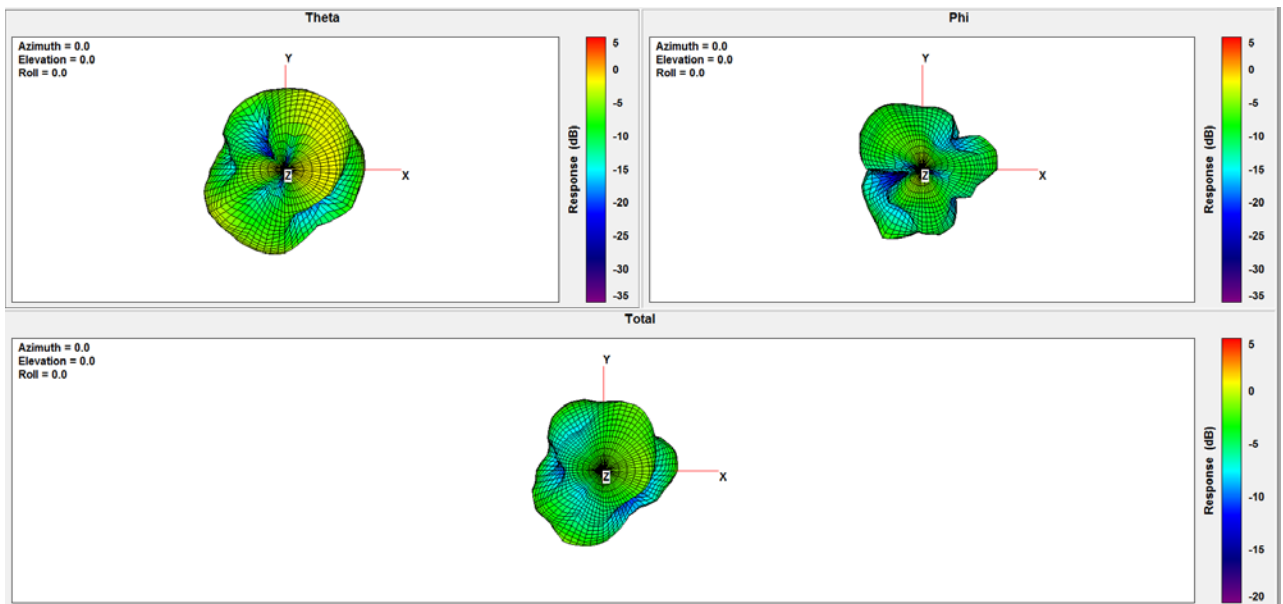 Theta
Azimuth = 0.0
Elevation = 0.0
Roll = 0.0
Y
X
Z
Response (dB)
5
0
-5
-10
-15
-20
-25
-30
-35
Phi
Azimuth = 0.0
Elevation = 0.0
Roll = 0.0
Y
X
Z
Response (dB)
5
0
-5
-10
-15
-20
-25
-30
-35
Total
Azimuth = 0.0
Elevation = 0.0
Roll = 0.0
Y
X
Z
Response (dB)
5
0
-5
-10
-15
-20